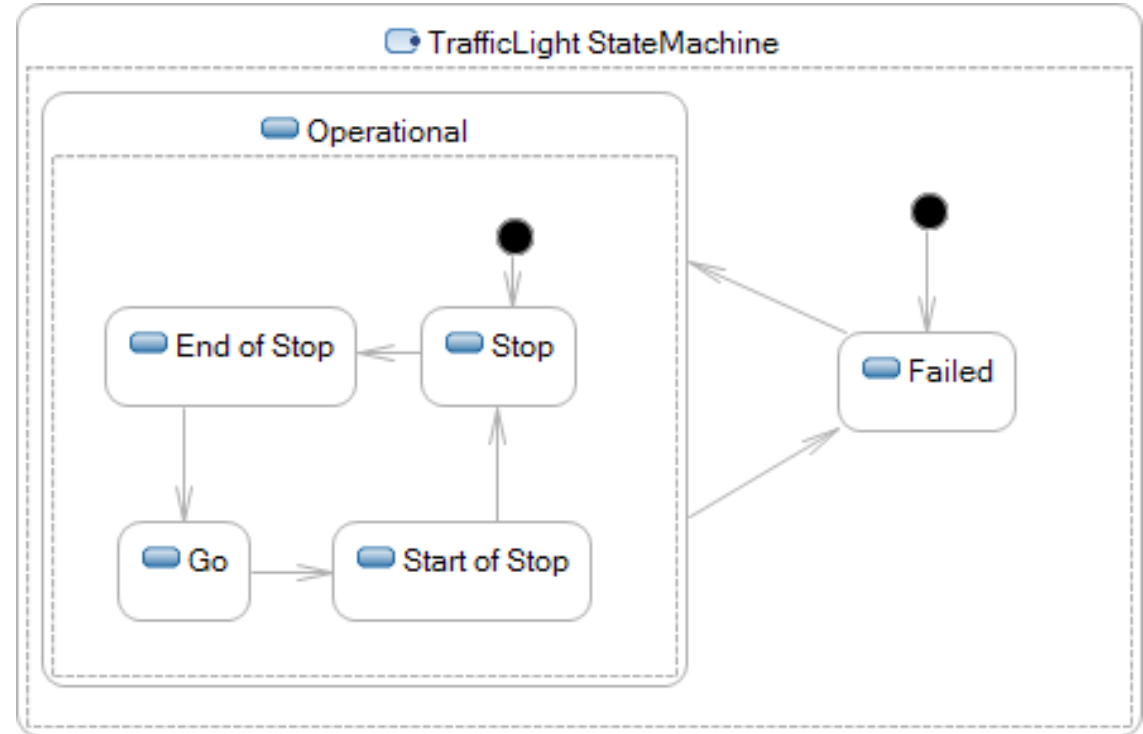 TrafficLight StateMachine
Operational
End of Stop
Stop
Failed
Go
Start of Stop